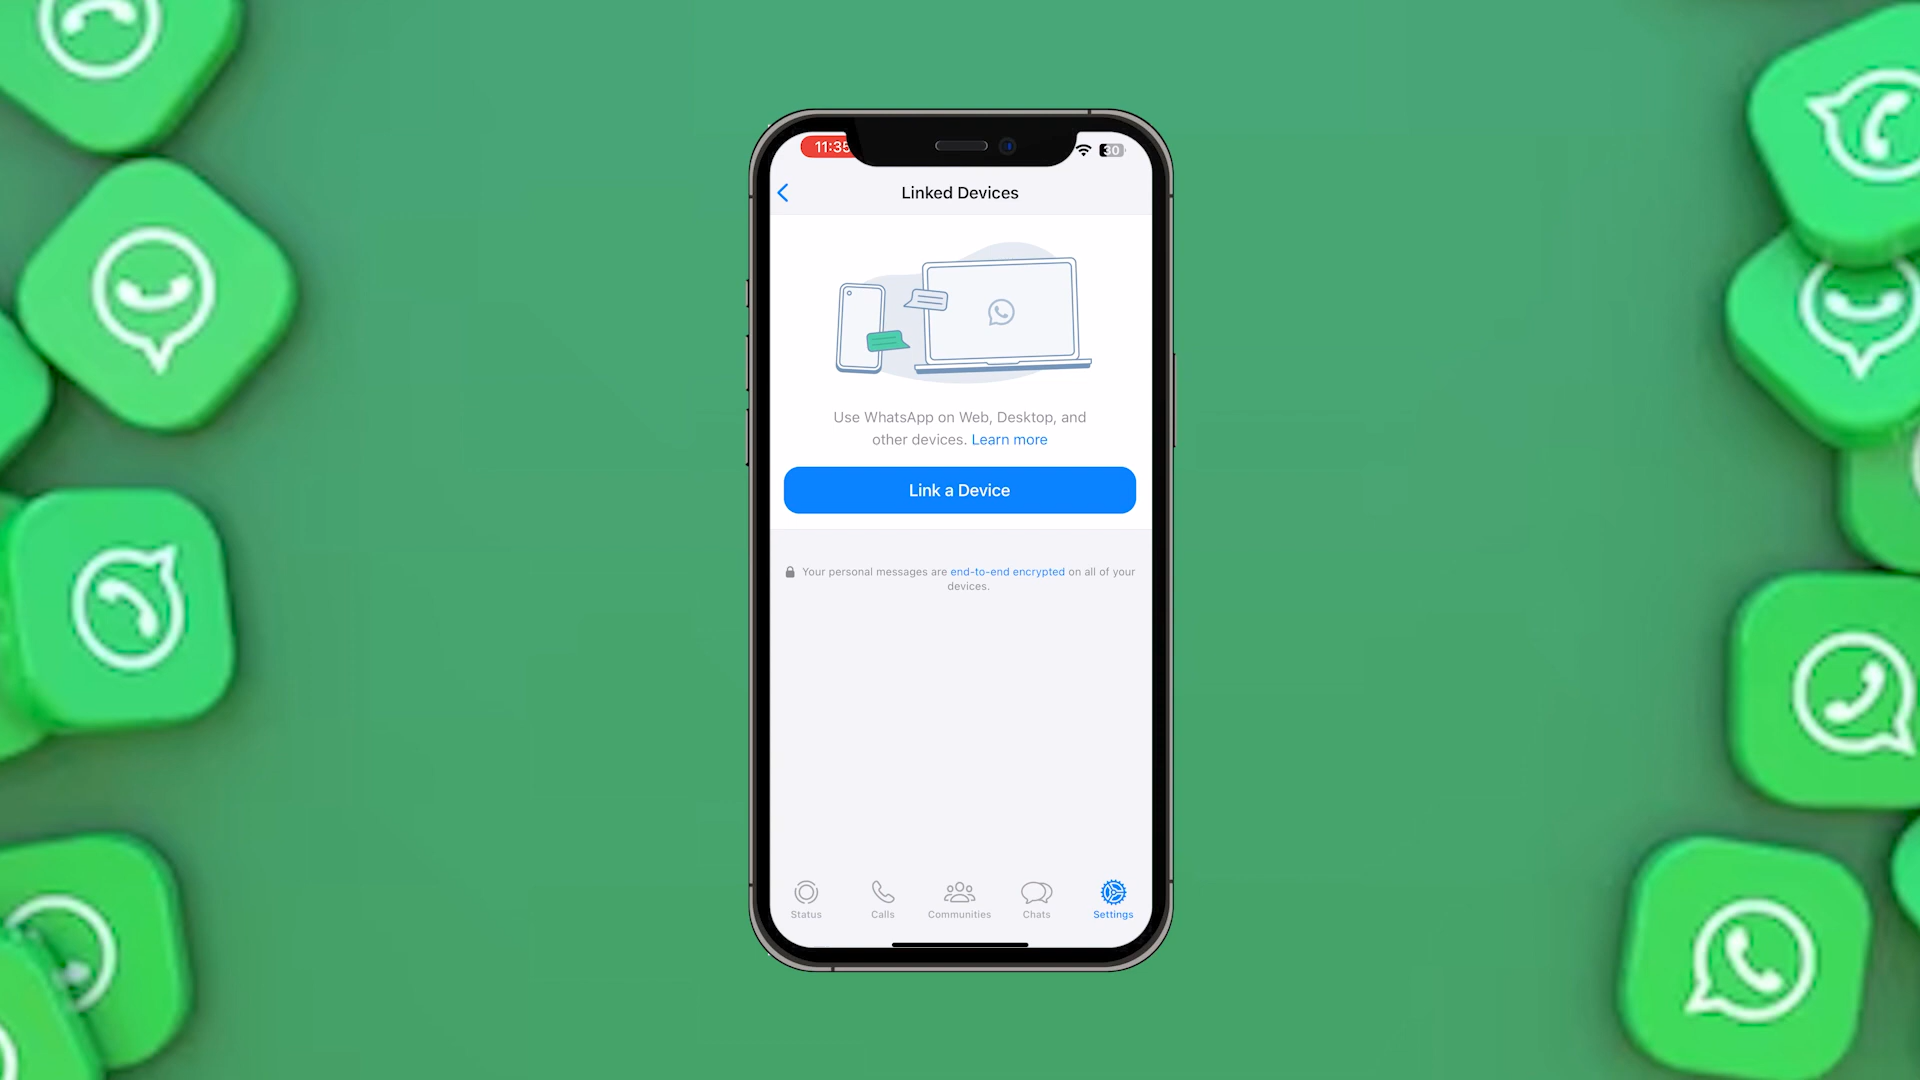 11:35
30
Linked Devices
Use WhatsApp on Web, Desktop, and
other devices. Learn more
Link a Device
Your personal messages are end-to-end encrypted on all of your
devices.
Status
Calls
Communities
Chats
Settings